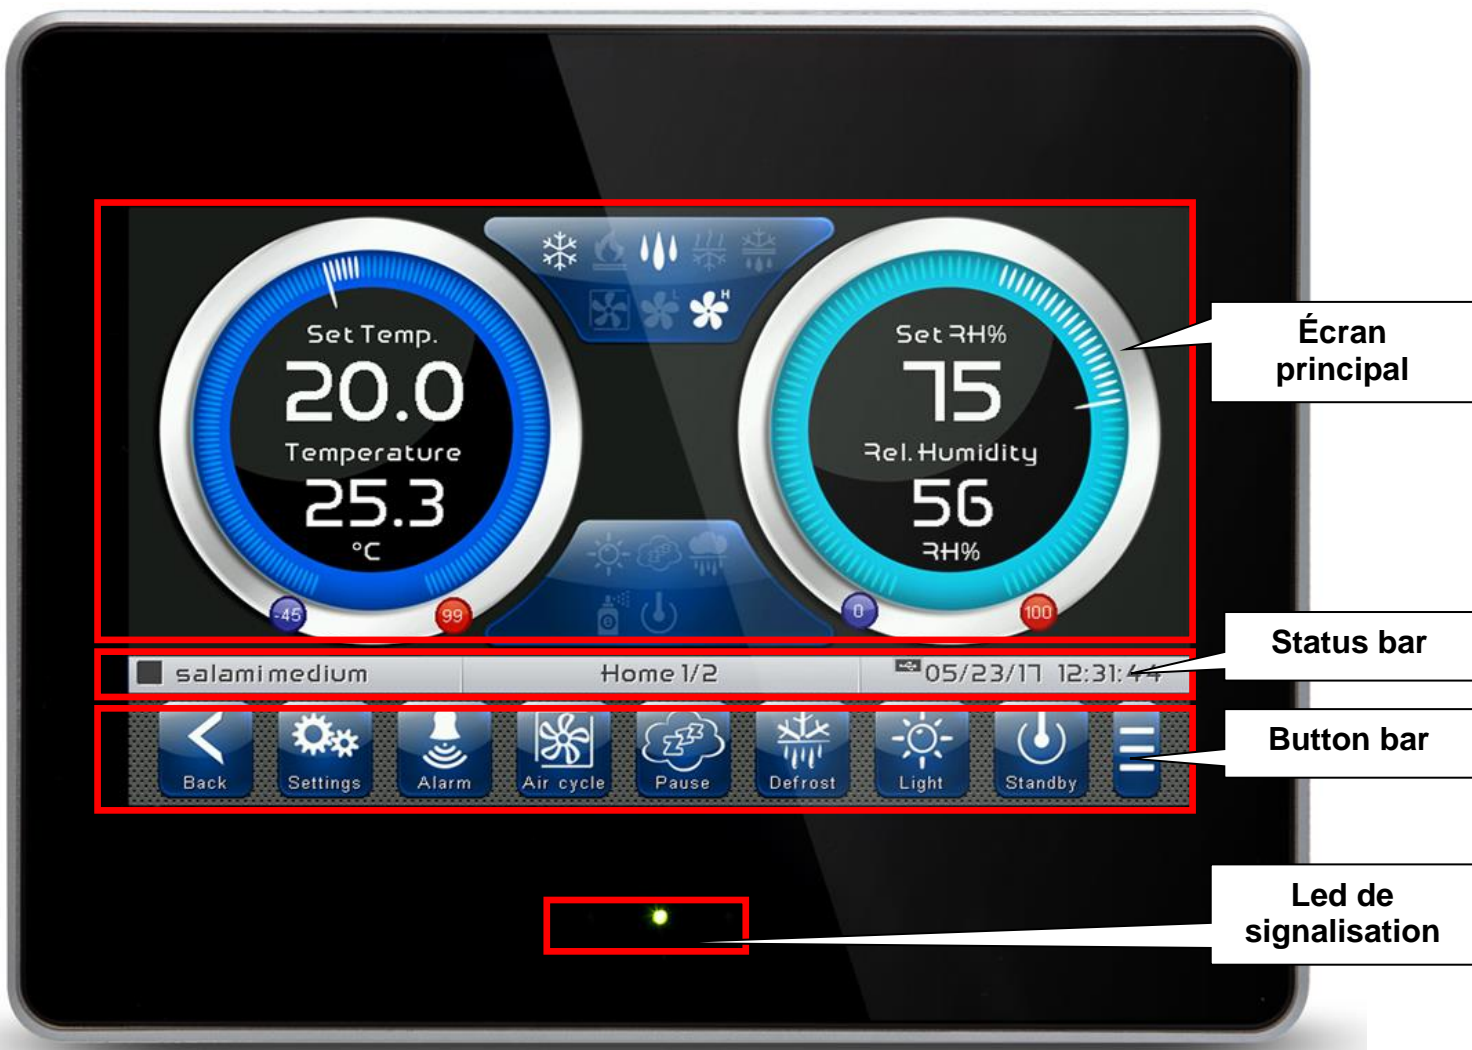 Set Temp.
20.0
Temperature
25.3
°C
-45
99
L
H
Set RH%
75
Rel. Humidity
56
RH%
0
100
Écran
principal
salami medium
Home 1/2
05/23/17 12:31:44
Status bar
Back
Settings
Alarm
Air cycle
Pause
Defrost
Light
Standby
Button bar
Led de
signalisation